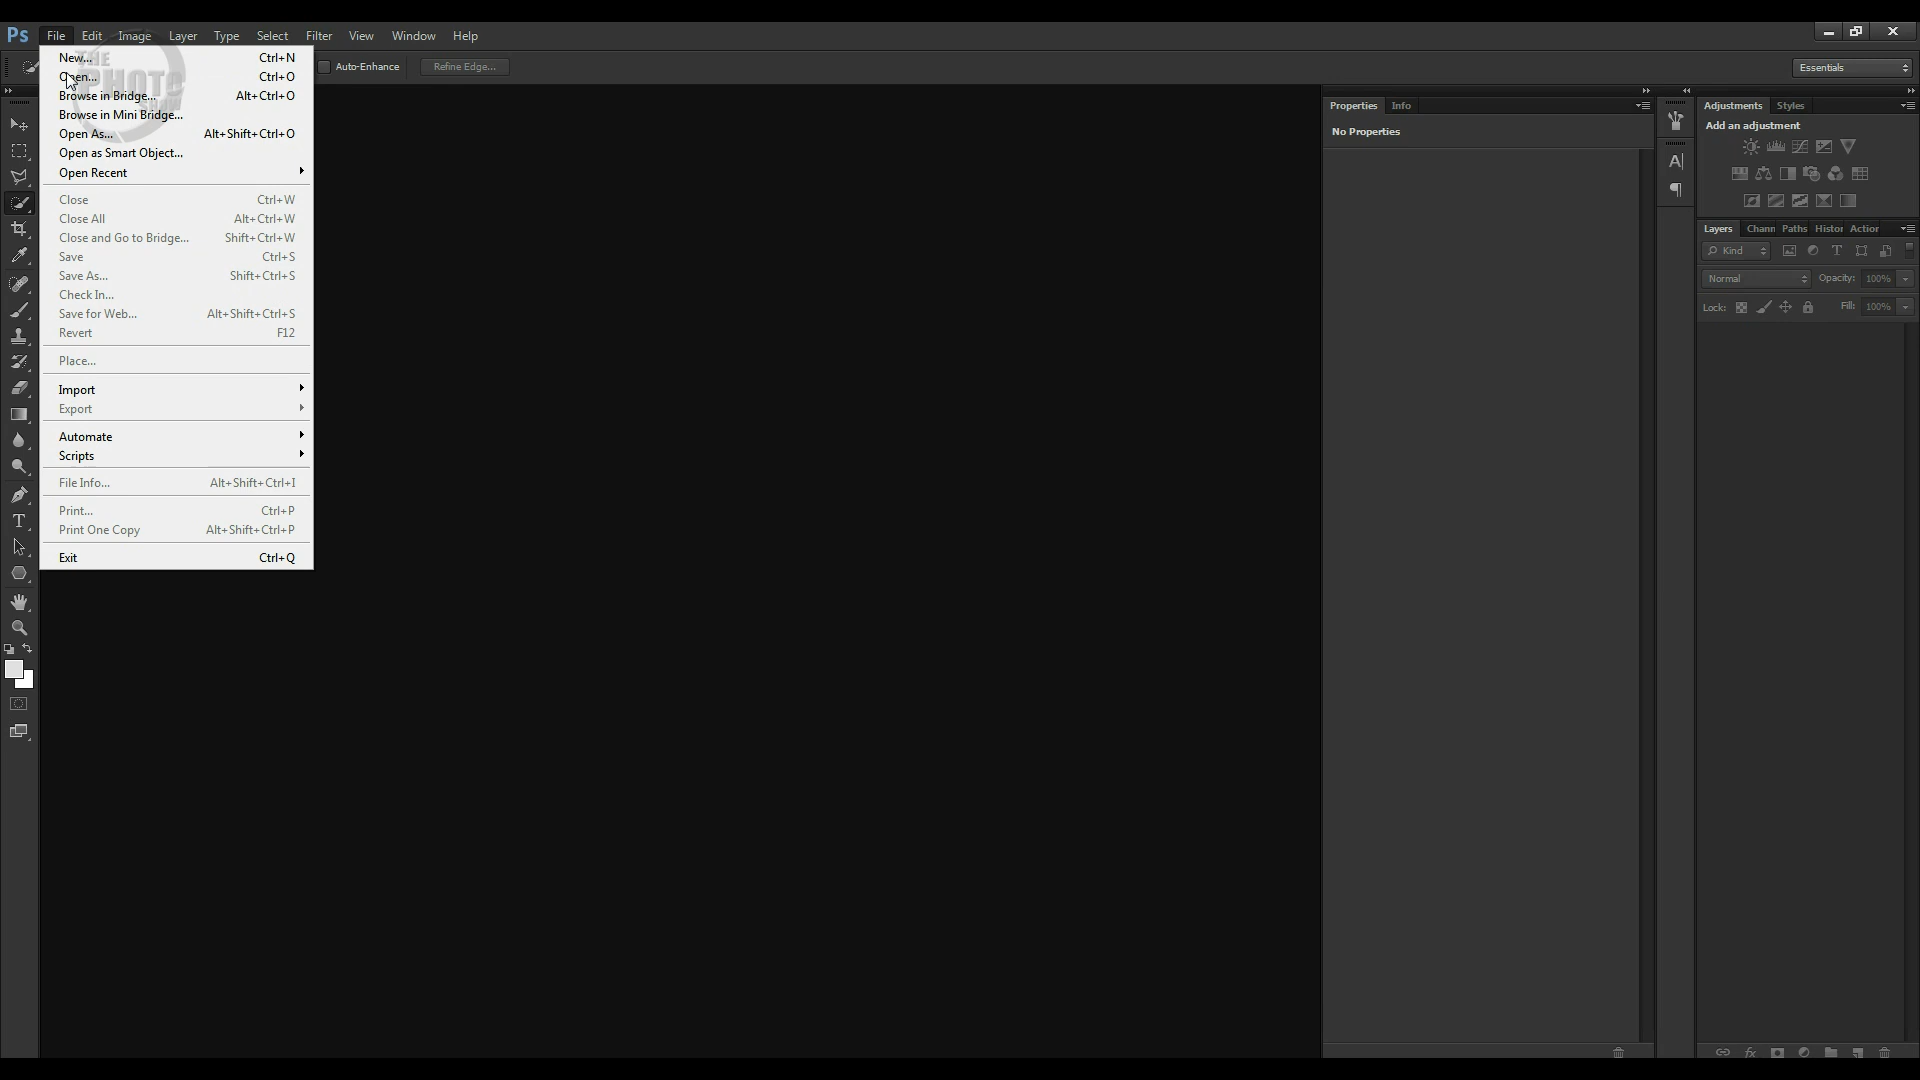 Ps File Edit Image Layer Type Select Filter View Window Help
Auto-Enhance Refine Edge... Essentials
THE
PHOTO
SHOW
New... Ctrl+N
Open... Ctrl+O
Browse in Bridge... Alt+Ctrl+O
Browse in Mini Bridge...
Open As... Alt+Shift+Ctrl+O
Open as Smart Object...
Open Recent
Close Ctrl+W
Close All Alt+Ctrl+W
Close and Go to Bridge... Shift+Ctrl+W
Save Ctrl+S
Save As... Shift+Ctrl+S
Check In...
Save for Web... Alt+Shift+Ctrl+S
Revert F12
Place...
Import
Export
Automate
Scripts
File Info... Alt+Shift+Ctrl+I
Print... Ctrl+P
Print One Copy Alt+Shift+Ctrl+P
Exit Ctrl+Q
Properties Info
No Properties
Adjustments Styles
Add an adjustment
Layers Chann Paths Histor Action
Kind
Normal Opacity: 100%
Lock: Fill: 100%